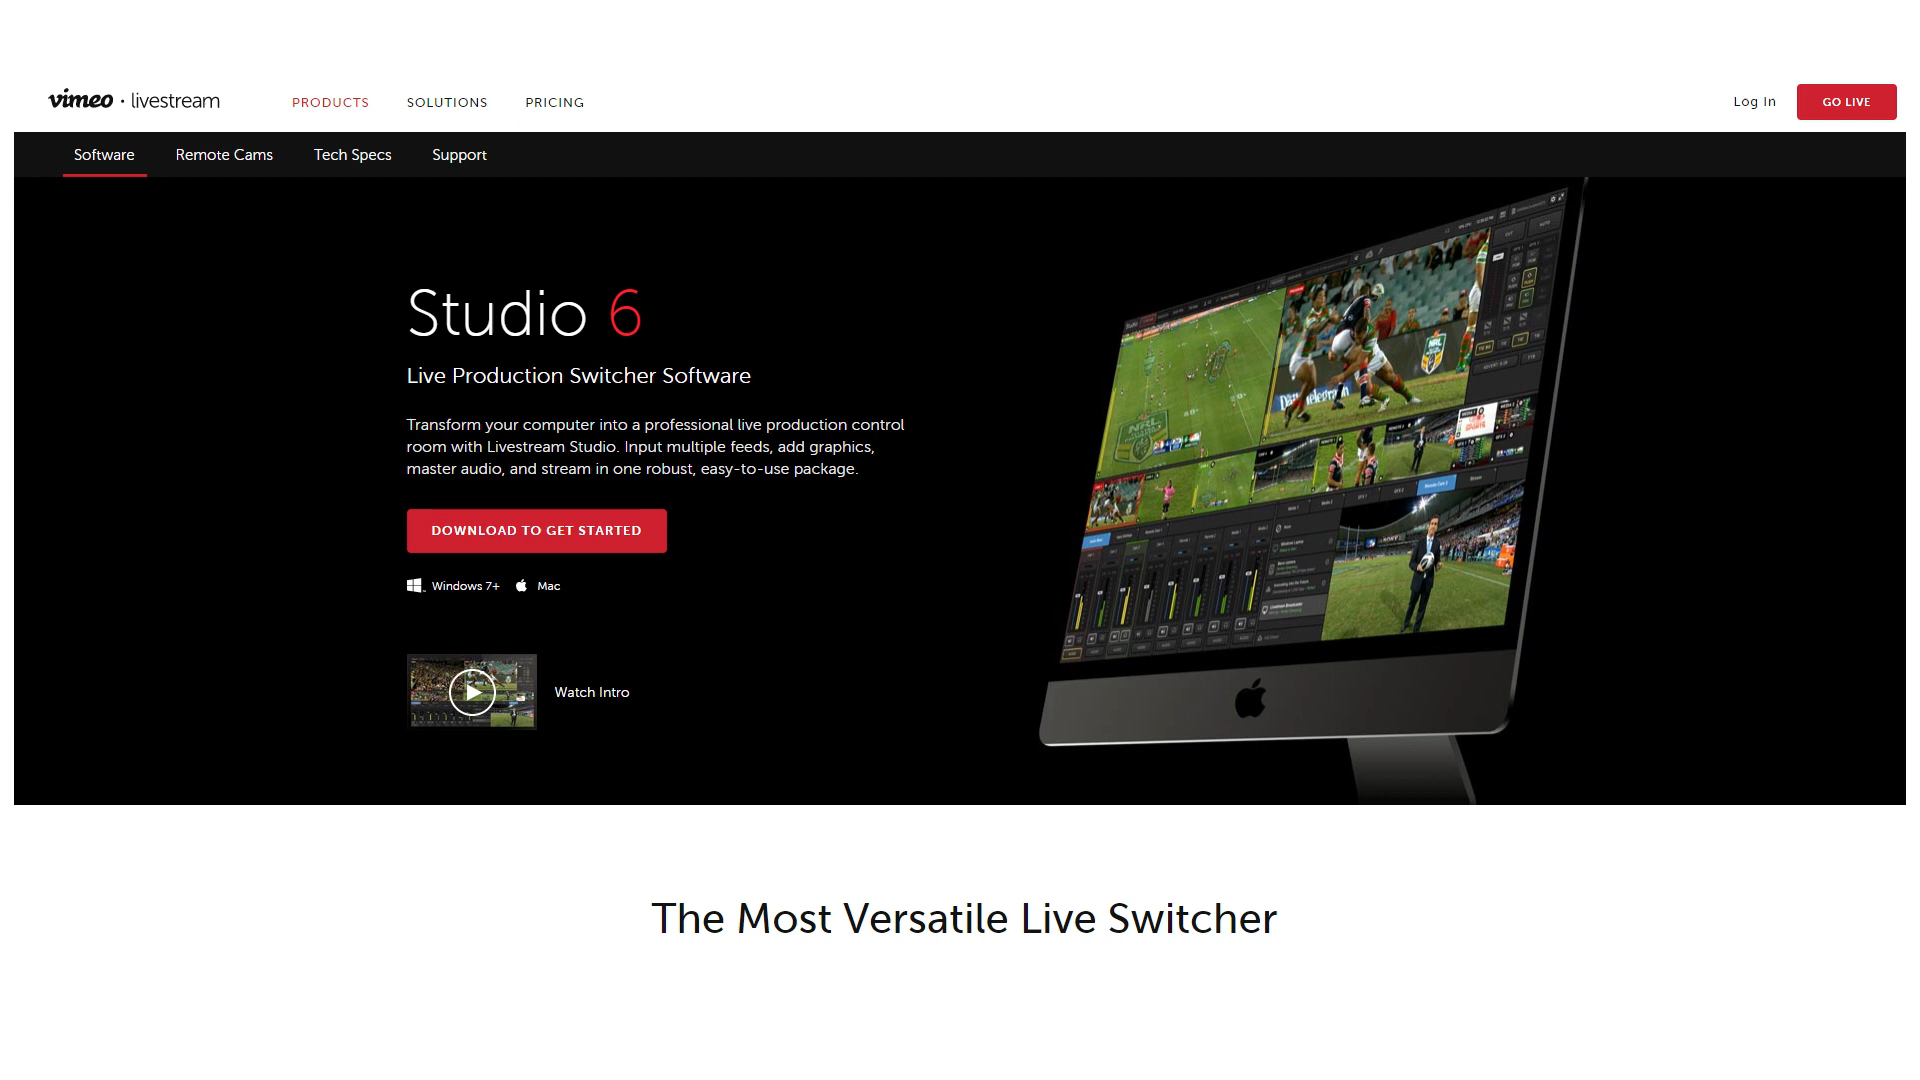 vimeo · livestream
PRODUCTS
SOLUTIONS
PRICING
Log In
GO LIVE
Software
Remote Cams
Tech Specs
Support
Studio 6
Live Production Switcher Software
Transform your computer into a professional live production control
room with Livestream Studio. Input multiple feeds, add graphics,
master audio, and stream in one robust, easy-to-use package.
DOWNLOAD TO GET STARTED
Windows 7+
Mac
Watch Intro
NRL
The Most Versatile Live Switcher